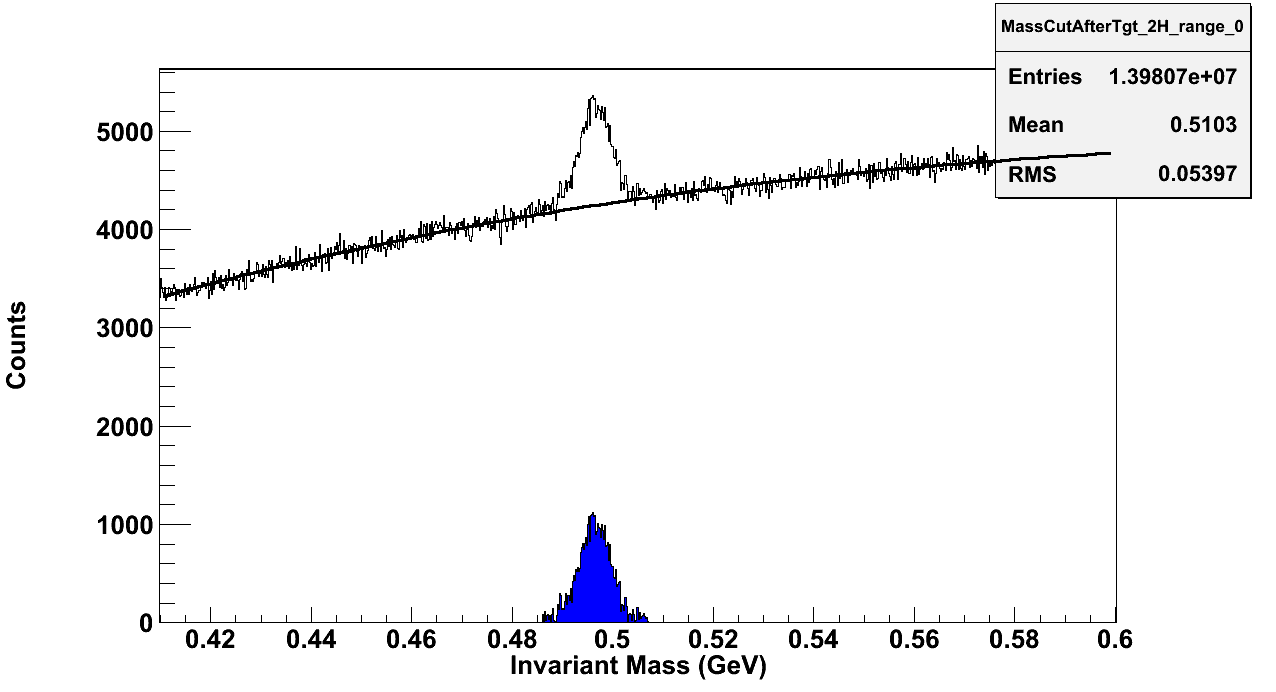 MassCutAfterTgt_2H_range_0
Entries 1.39807e+07
Mean 0.5103
RMS 0.05397
5000
4000
3000
2000
1000
0
Counts
0.42 0.44 0.46 0.48 0.5 0.52 0.54 0.56 0.58 0.6
Invariant Mass (GeV)